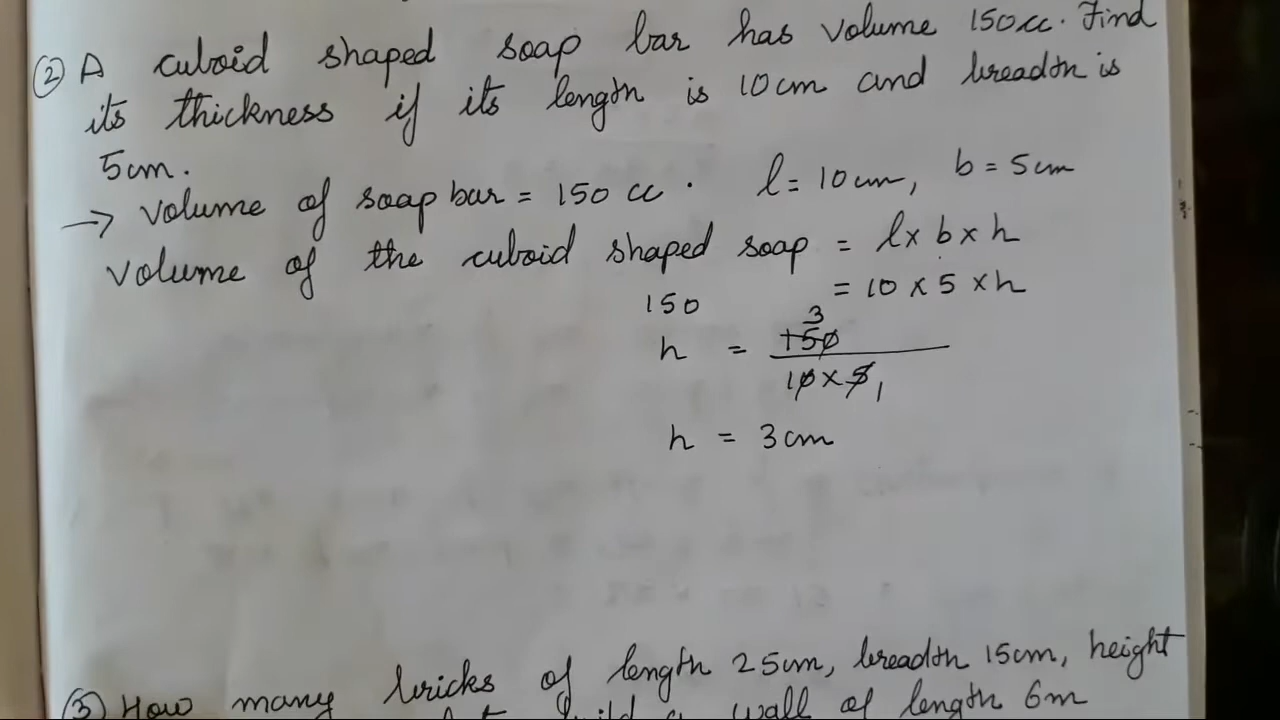 ② A cuboid shaped soap bar has volume 150cc. Find
its thickness if its length is 10cm and breadth is
5cm.
→ Volume of soap bar = 150 cc. l = 10cm, b = 5cm
Volume of the cuboid shaped soap = l x b x h
150 = 10 x 5 x h
3
h = 150
10 x 5 1
h = 3cm
③ How many bricks of length 25cm, breadth 15cm, height
build a wall of length 6m